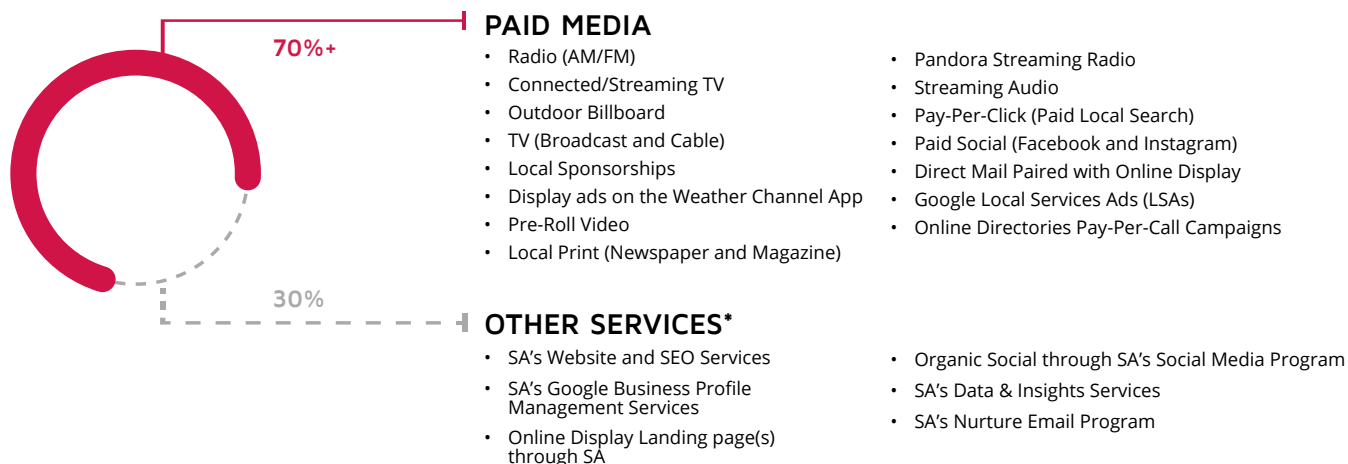 70%+
PAID MEDIA
• Radio (AM/FM)
• Connected/Streaming TV
• Outdoor Billboard
• TV (Broadcast and Cable)
• Local Sponsorships
• Display ads on the Weather Channel App
• Pre-Roll Video
• Local Print (Newspaper and Magazine)
• Pandora Streaming Radio
• Streaming Audio
• Pay-Per-Click (Paid Local Search)
• Paid Social (Facebook and Instagram)
• Direct Mail Paired with Online Display
• Google Local Services Ads (LSAs)
• Online Directories Pay-Per-Call Campaigns
30%
OTHER SERVICES*
• SA’s Website and SEO Services
• SA’s Google Business Profile
Management Services
• Online Display Landing page(s)
through SA
• Organic Social through SA’s Social Media Program
• SA’s Data & Insights Services
• SA’s Nurture Email Program